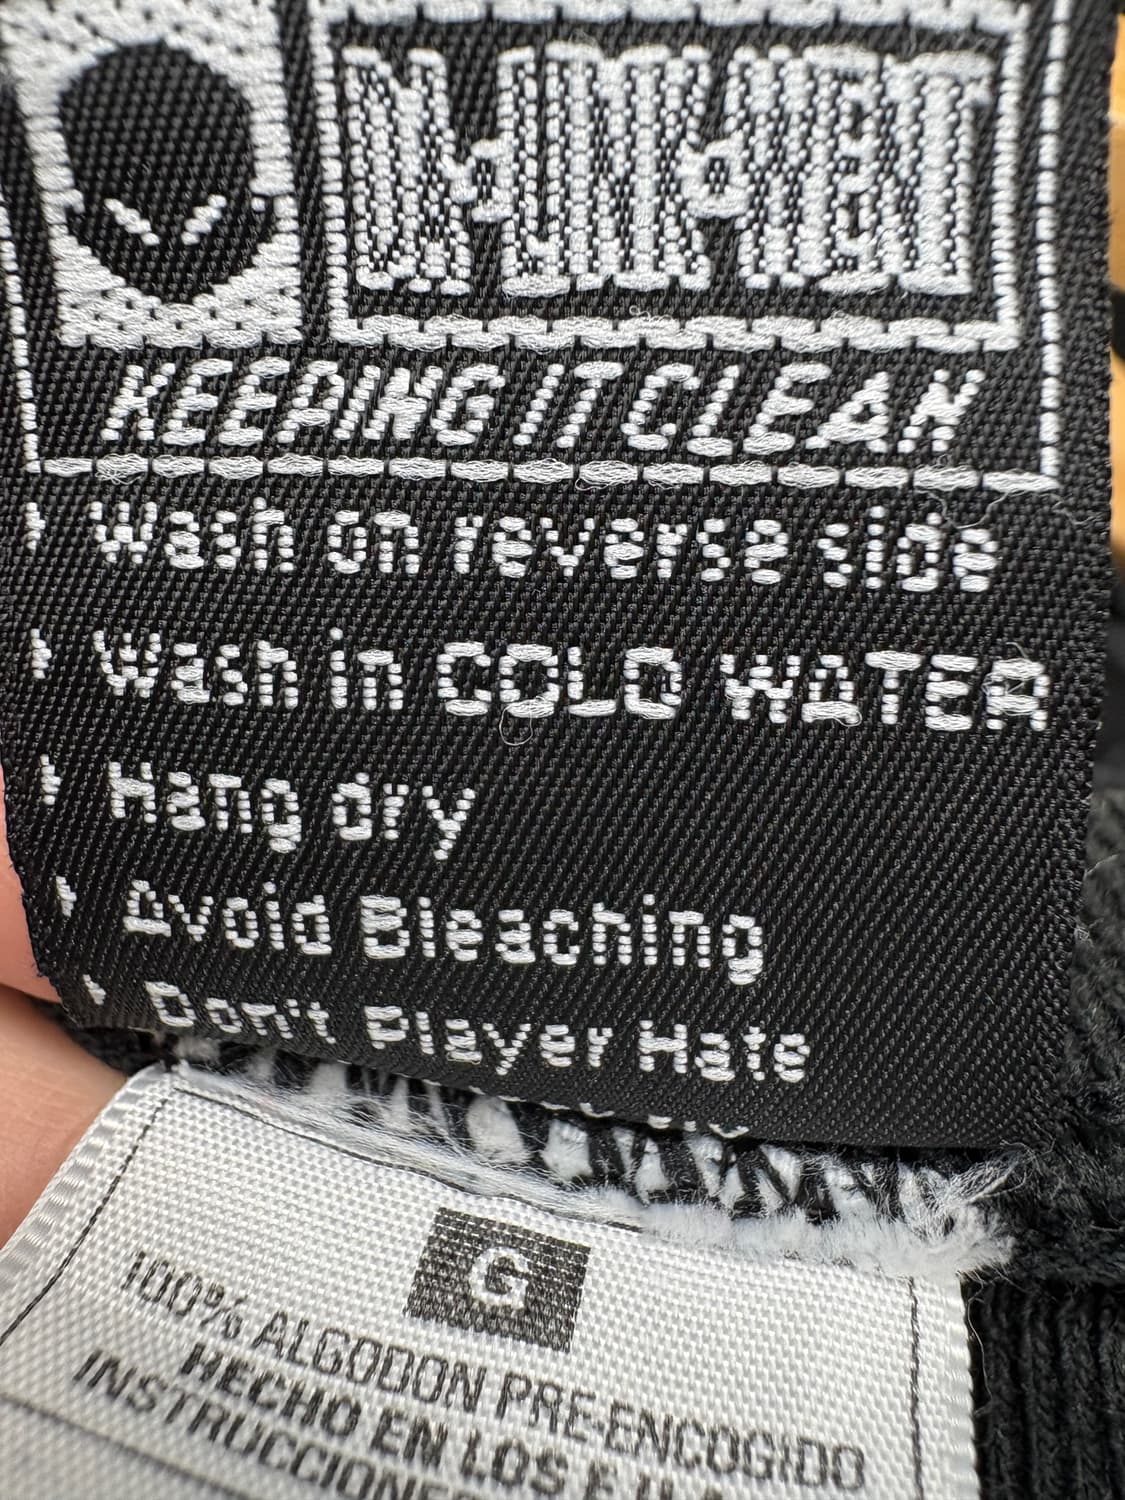 KEEPING IT CLEAN
Wash on reverse side
Wash in COLD WATER
Hang dry
Avoid Bleaching
Don't Player Hate
G
100% ALGODON PRE-ENCOGIDO
HECHO EN LOS